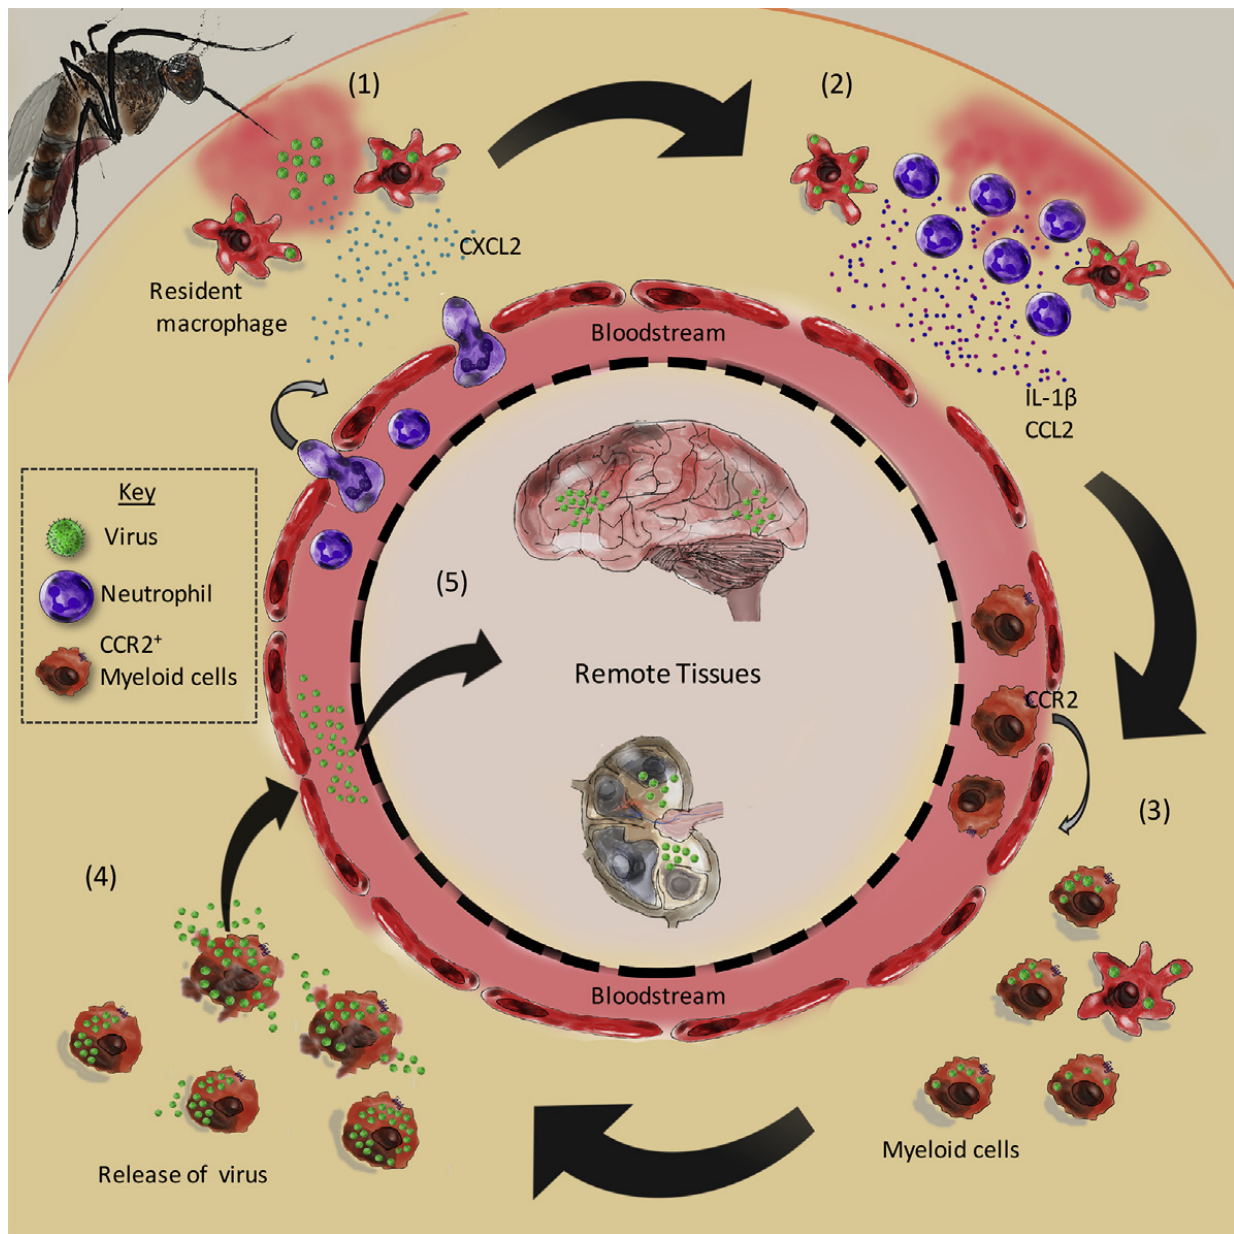 (1)
(2)
CXCL2
Resident
macrophage
Bloodstream
IL-1β
CCL2
Key
Virus
Neutrophil
CCR2⁺
Myeloid cells
(5)
Remote Tissues
CCR2
(3)
(4)
Bloodstream
Myeloid cells
Release of virus